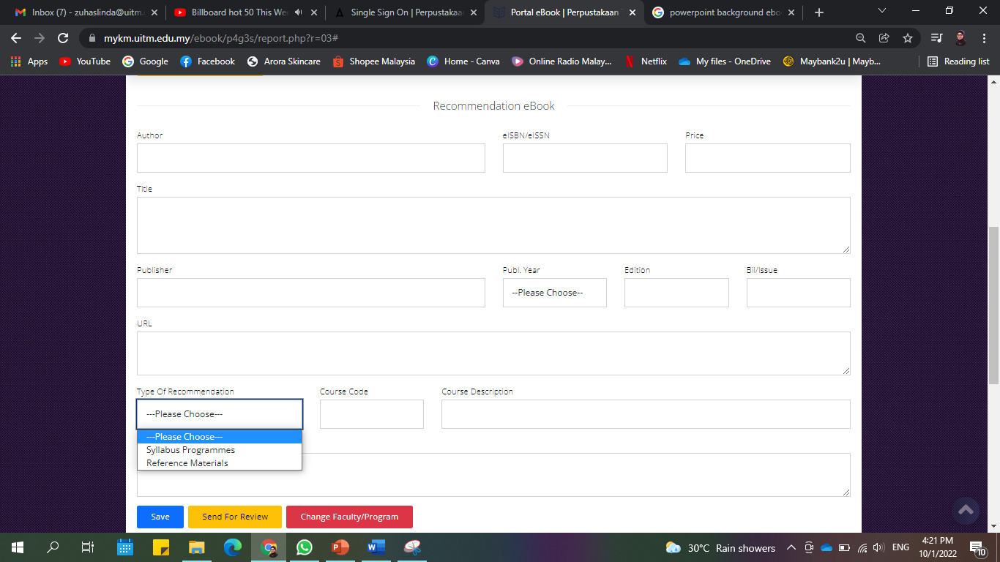 Inbox (7) - zuhaslinda@uitm.
Billboard hot 50 This We
Single Sign On | Perpustaka
Portal eBook | Perpustakaan
powerpoint background ebo
mykm.uitm.edu.my/ebook/p4g3s/report.php?r=03#
Apps YouTube Google Facebook Arora Skincare Shopee Malaysia Home - Canva Online Radio Malay... Netflix My files - OneDrive Maybank2u | Mayb... Reading list
Recommendation eBook
Author eISBN/eISSN Price
Title
Publisher Publ. Year Edition Bil/Issue
--Please Choose--
URL
Type Of Recommendation Course Code Course Description
---Please Choose---
---Please Choose---
Syllabus Programmes
Reference Materials
Save Send For Review Change Faculty/Program
30°C Rain showers ENG
4:21 PM
10/1/2022
10